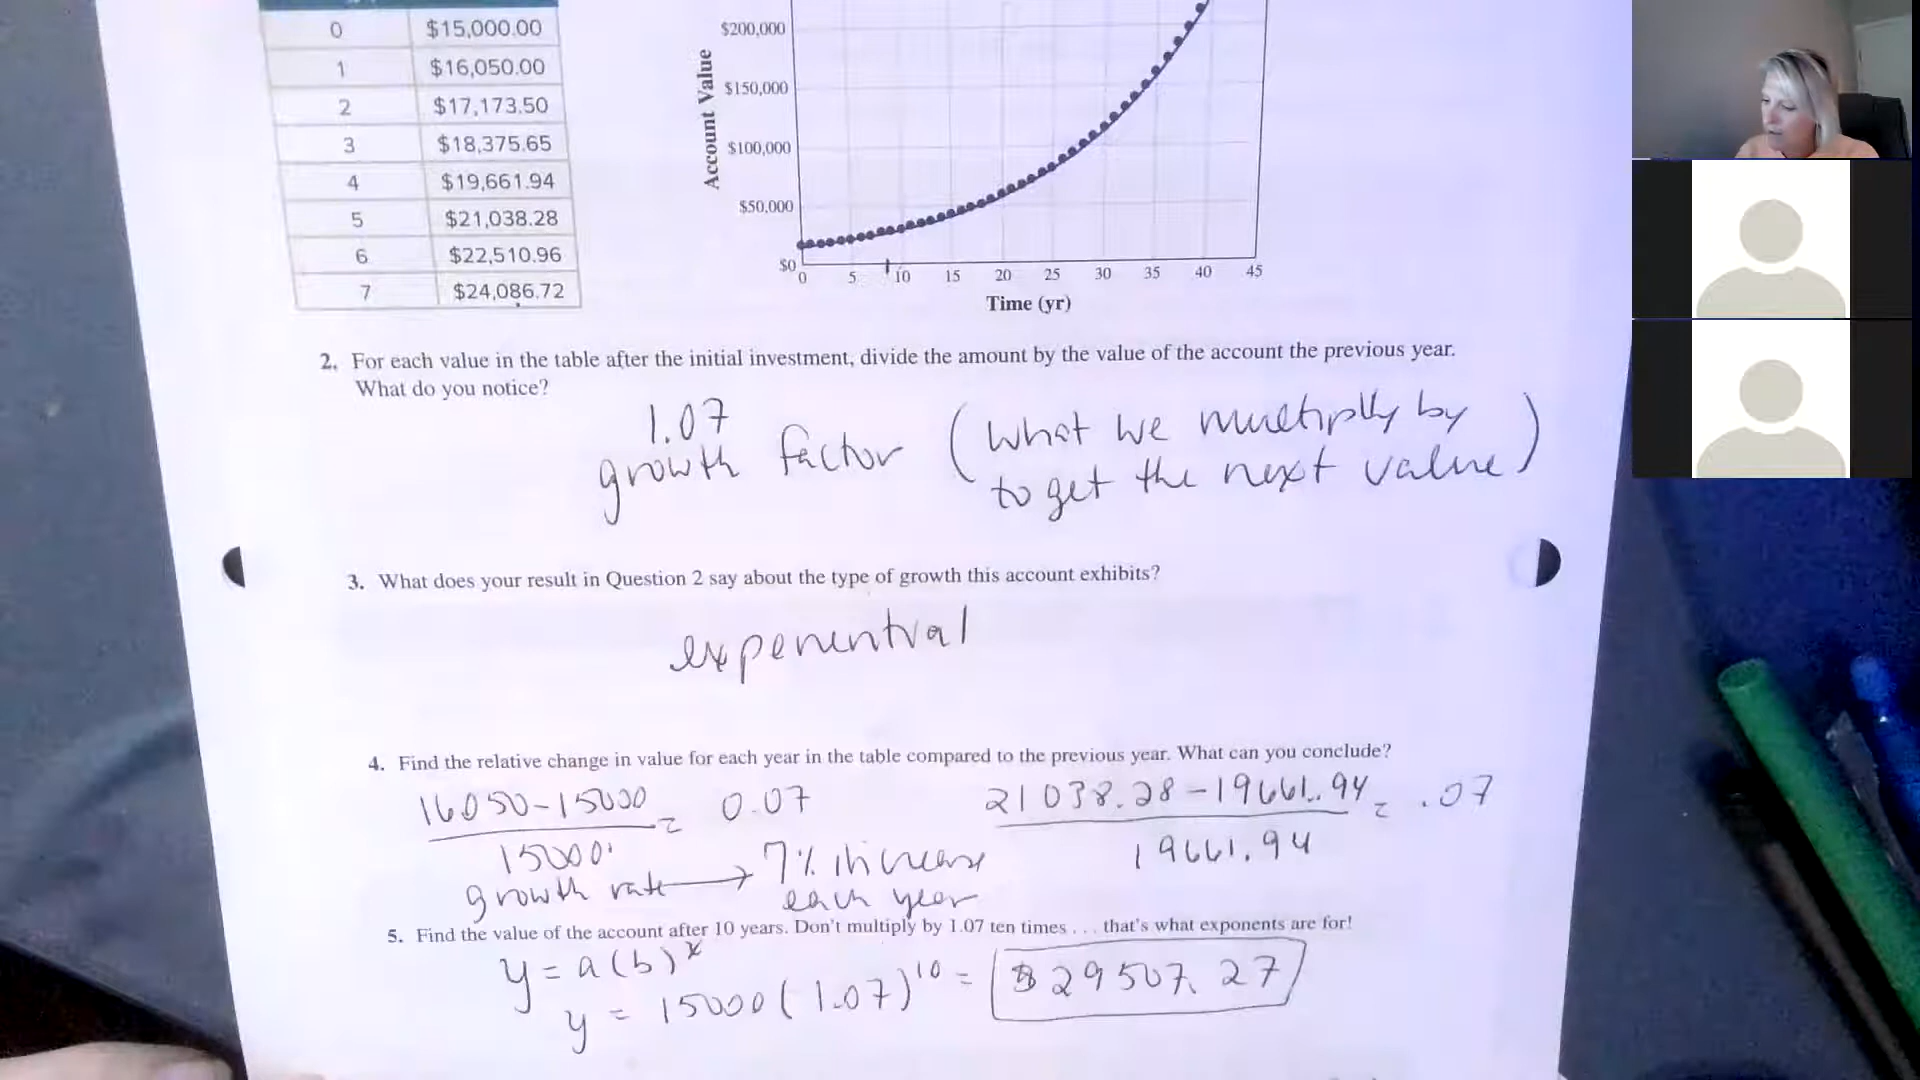 0 $15,000.00
1 $16,050.00
2 $17,173.50
3 $18,375.65
4 $19,661.94
5 $21,038.28
6 $22,510.96
7 $24,086.72
$200,000
$150,000
$100,000
$50,000
$0
Account Value
0 5 10 15 20 25 30 35 40 45
Time (yr)
2. For each value in the table after the initial investment, divide the amount by the value of the account the previous year.
What do you notice?
1.07
growth factor (what we multiply by
to get the next value)
3. What does your result in Question 2 say about the type of growth this account exhibits?
exponential
4. Find the relative change in value for each year in the table compared to the previous year. What can you conclude?
16050-15000 = 0.07
15000
21038.28-19661.94 = .07
19661.94
growth rate → 7% increase
each year
5. Find the value of the account after 10 years. Don't multiply by 1.07 ten times . . . that's what exponents are for!
y = a(b)^x
y = 15000(1.07)^10 = $29507.27